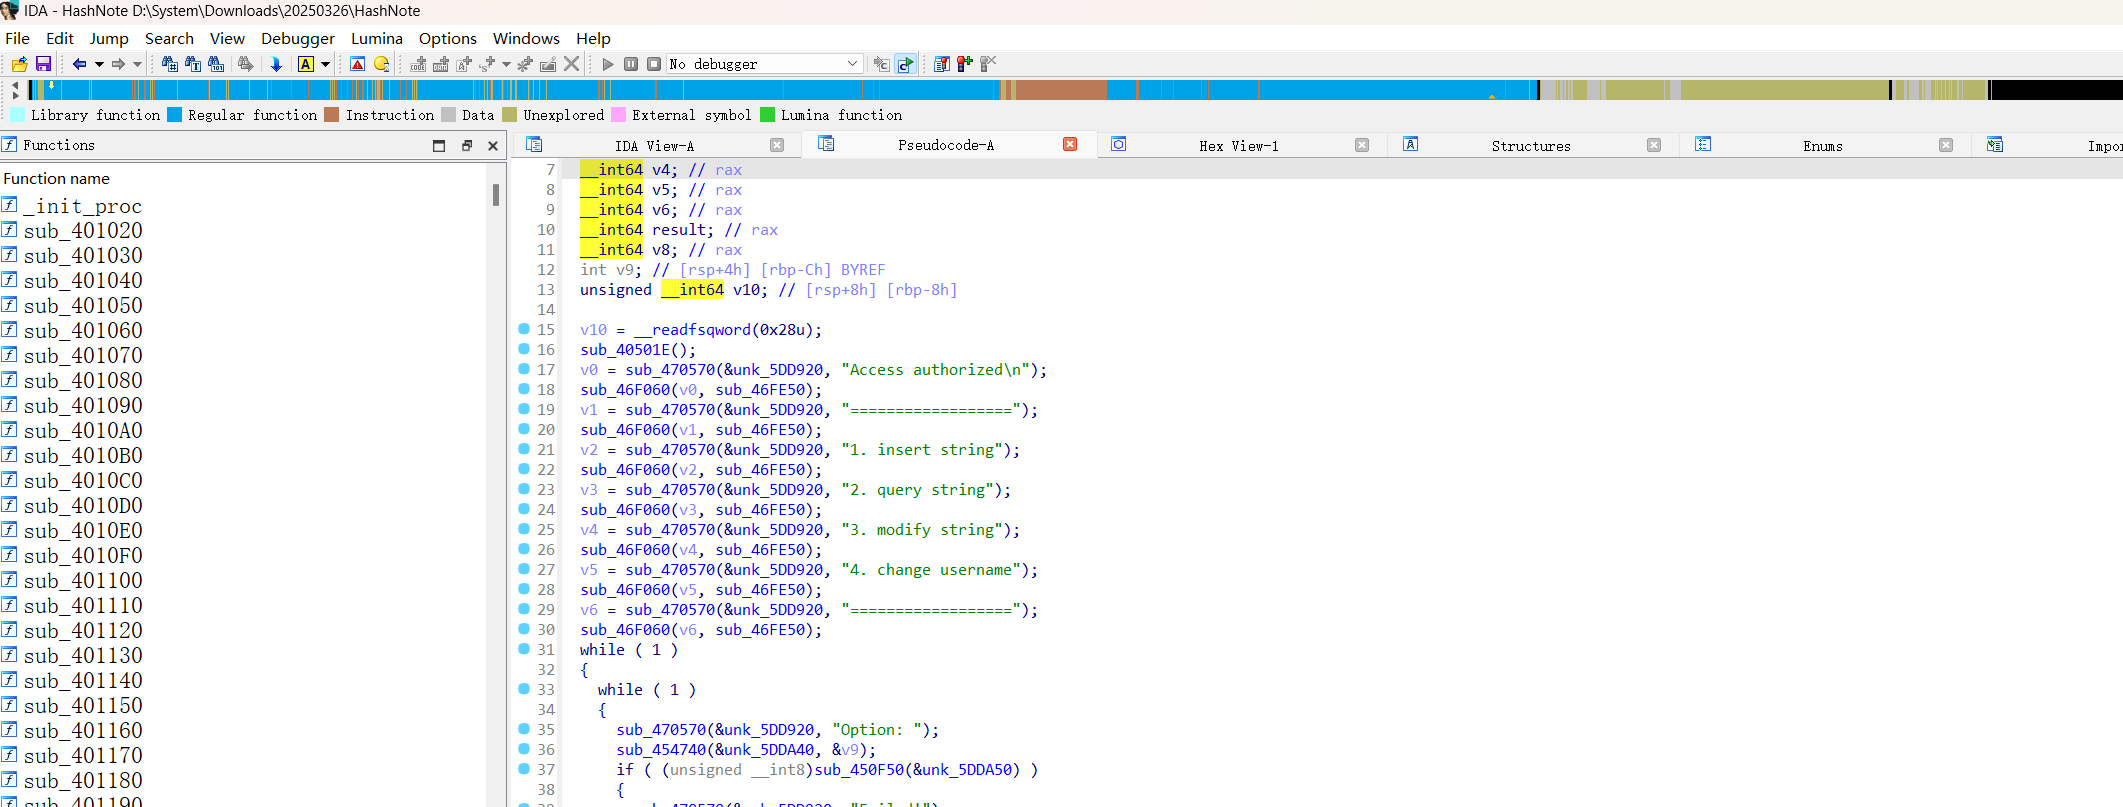 IDA - HashNote D:\System\Downloads\20250326\HashNote
File Edit Jump Search View Debugger Lumina Options Windows Help
No debugger
Library function Regular function Instruction Data Unexplored External symbol Lumina function
Functions
IDA View-A Pseudocode-A Hex View-1 Structures Enums Impor
Function name
_init_proc
sub_401020
sub_401030
sub_401040
sub_401050
sub_401060
sub_401070
sub_401080
sub_401090
sub_4010A0
sub_4010B0
sub_4010C0
sub_4010D0
sub_4010E0
sub_4010F0
sub_401100
sub_401110
sub_401120
sub_401130
sub_401140
sub_401150
sub_401160
sub_401170
sub_401180
sub_401190
7 __int64 v4; // rax
8 __int64 v5; // rax
9 __int64 v6; // rax
10 __int64 result; // rax
11 __int64 v8; // rax
12 int v9; // [rsp+4h] [rbp-Ch] BYREF
13 unsigned __int64 v10; // [rsp+8h] [rbp-8h]
14
15 v10 = __readfsqword(0x28u);
16 sub_40501E();
17 v0 = sub_470570(&unk_5DD920, "Access authorized\n");
18 sub_46F060(v0, sub_46FE50);
19 v1 = sub_470570(&unk_5DD920, "==================");
20 sub_46F060(v1, sub_46FE50);
21 v2 = sub_470570(&unk_5DD920, "1. insert string");
22 sub_46F060(v2, sub_46FE50);
23 v3 = sub_470570(&unk_5DD920, "2. query string");
24 sub_46F060(v3, sub_46FE50);
25 v4 = sub_470570(&unk_5DD920, "3. modify string");
26 sub_46F060(v4, sub_46FE50);
27 v5 = sub_470570(&unk_5DD920, "4. change username");
28 sub_46F060(v5, sub_46FE50);
29 v6 = sub_470570(&unk_5DD920, "==================");
30 sub_46F060(v6, sub_46FE50);
31 while ( 1 )
32 {
33 while ( 1 )
34 {
35 sub_470570(&unk_5DD920, "Option: ");
36 sub_454740(&unk_5DDA40, &v9);
37 if ( (unsigned __int8)sub_450F50(&unk_5DDA50) )
38 {